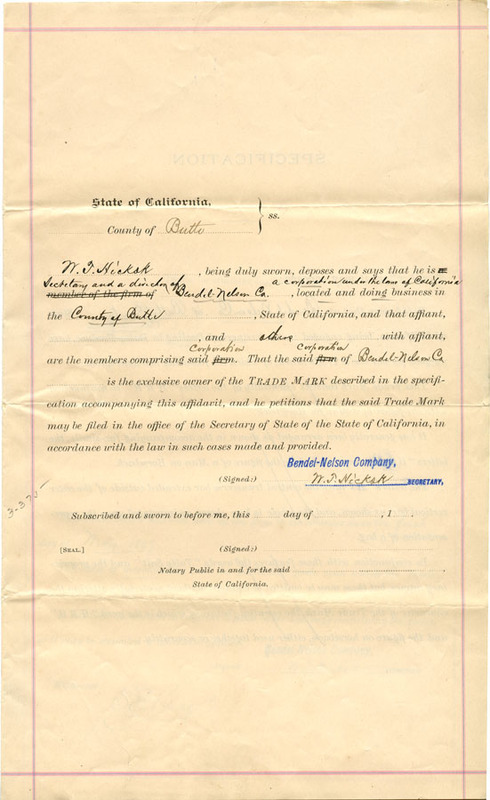 SPECIFICATION
State of California,
County of Butte ss.
W. T. Nicksk, being duly sworn, deposes and says that he is a
Secretary and a director of a corporation under the law of California
member of the firm of Bendel-Nelson Co., located and doing business in
the County of Butte, State of California, and that affiant,
, and others with affiant,
corporation corporation
are the members comprising said firm. That the said firm of Bendel-Nelson Co
is the exclusive owner of the TRADE MARK described in the specifi-
cation accompanying this affidavit, and he petitions that the said Trade Mark
may be filed in the office of the Secretary of State of the State of California, in
accordance with the law in such cases made and provided.
Bendel-Nelson Company,
(Signed:) W. T. Nicksk SECRETARY,
3-375
Subscribed and sworn to before me, this day of , 1 .
[SEAL.] (Signed:)
Notary Public in and for the said
State of California.